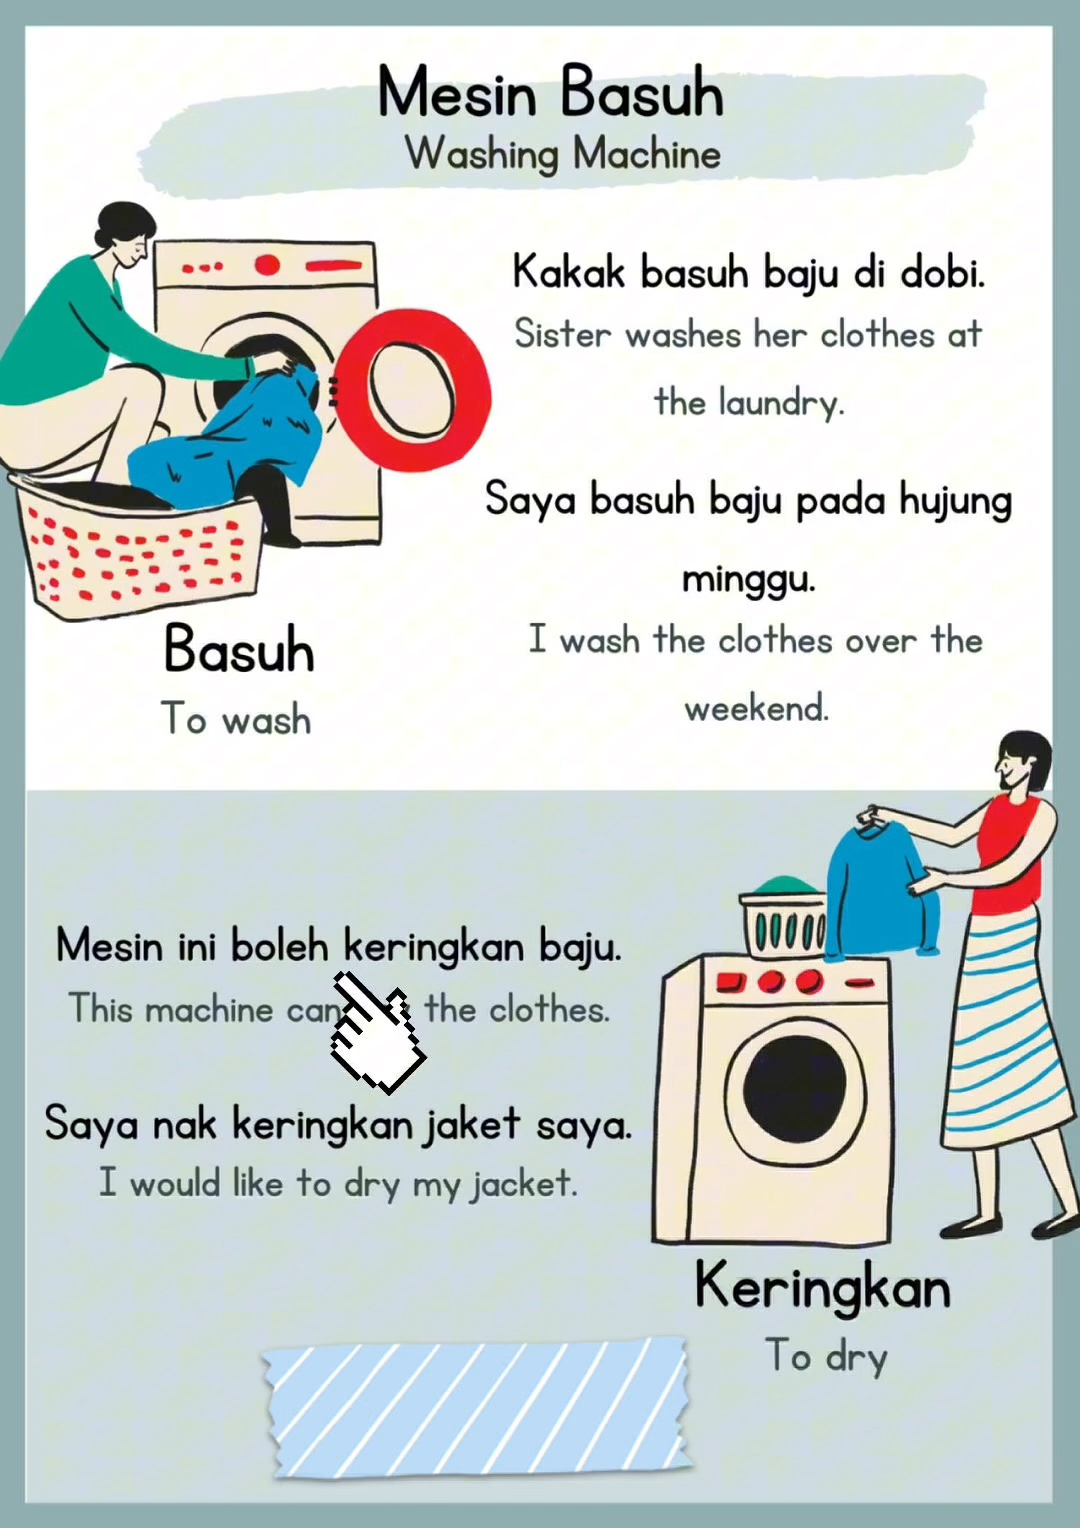 Mesin Basuh
Washing Machine
Kakak basuh baju di dobi.
Sister washes her clothes at
the laundry.
Saya basuh baju pada hujung
minggu.
I wash the clothes over the
weekend.
Basuh
To wash
Mesin ini boleh keringkan baju.
This machine can the clothes.
Saya nak keringkan jaket saya.
I would like to dry my jacket.
Keringkan
To dry